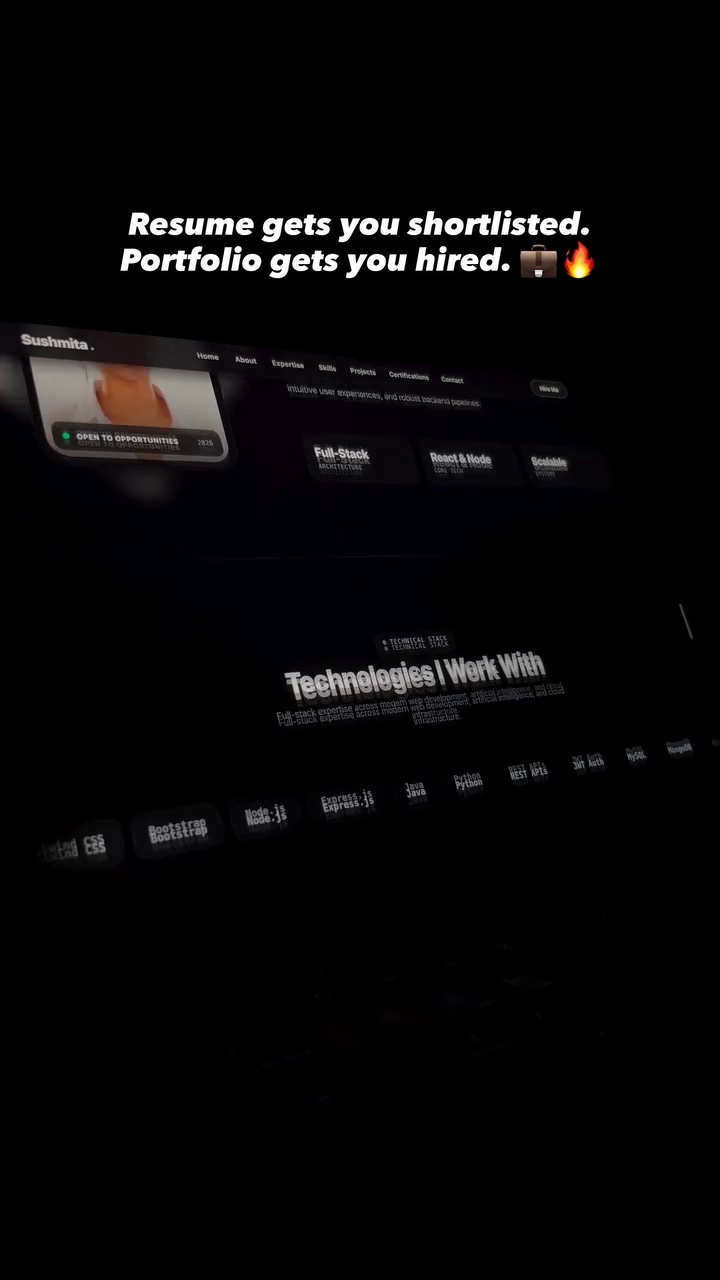 Resume gets you shortlisted.
Portfolio gets you hired. 💼🔥
Sushmita.
Home About Expertise Skills Projects Certifications Contact
Hire Me
intuitive user experiences, and robust backend pipelines.
OPEN TO OPPORTUNITIES 2026
Full-Stack
ARCHITECTURE
React & Node
CORE TECH
Scalable
SYSTEMS
TECHNICAL STACK
Technologies I Work With
Full-stack expertise across modern web development, artificial intelligence, and cloud
infrastructure.
CSS Bootstrap Node.js Express.js Java Python REST APIs JWT Auth MySQL MongoDB